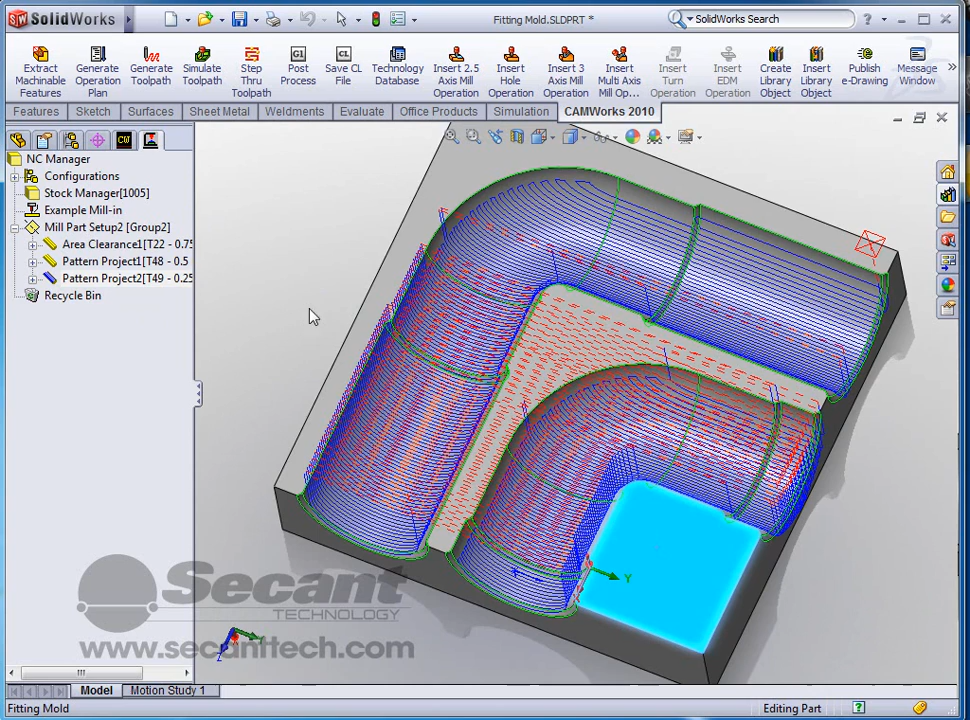 SolidWorks
Fitting Mold.SLDPRT *
SolidWorks Search
?
Extract Machinable Features
Generate Operation Plan
Generate Toolpath
Simulate Toolpath
Step Thru Toolpath
G1
Post Process
CL
Save CL File
Technology Database
Insert 2.5 Axis Mill Operation
Insert Hole Operation
Insert 3 Axis Mill Operation
Insert Multi Axis Mill Op...
Insert Turn Operation
Insert EDM Operation
Create Library Object
Insert Library Object
Publish e-Drawing
Message Window
Features Sketch Surfaces Sheet Metal Weldments Evaluate Office Products Simulation CAMWorks 2010
CW
NC Manager
Configurations
Stock Manager[1005]
Example Mill-in
Mill Part Setup2 [Group2]
Area Clearance1[T22 - 0.75
Pattern Project1[T48 - 0.5
Pattern Project2[T49 - 0.25
Recycle Bin
Y
X
Secant
TECHNOLOGY
www.secanttech.com
Z
Model Motion Study 1
Fitting Mold
Editing Part
?